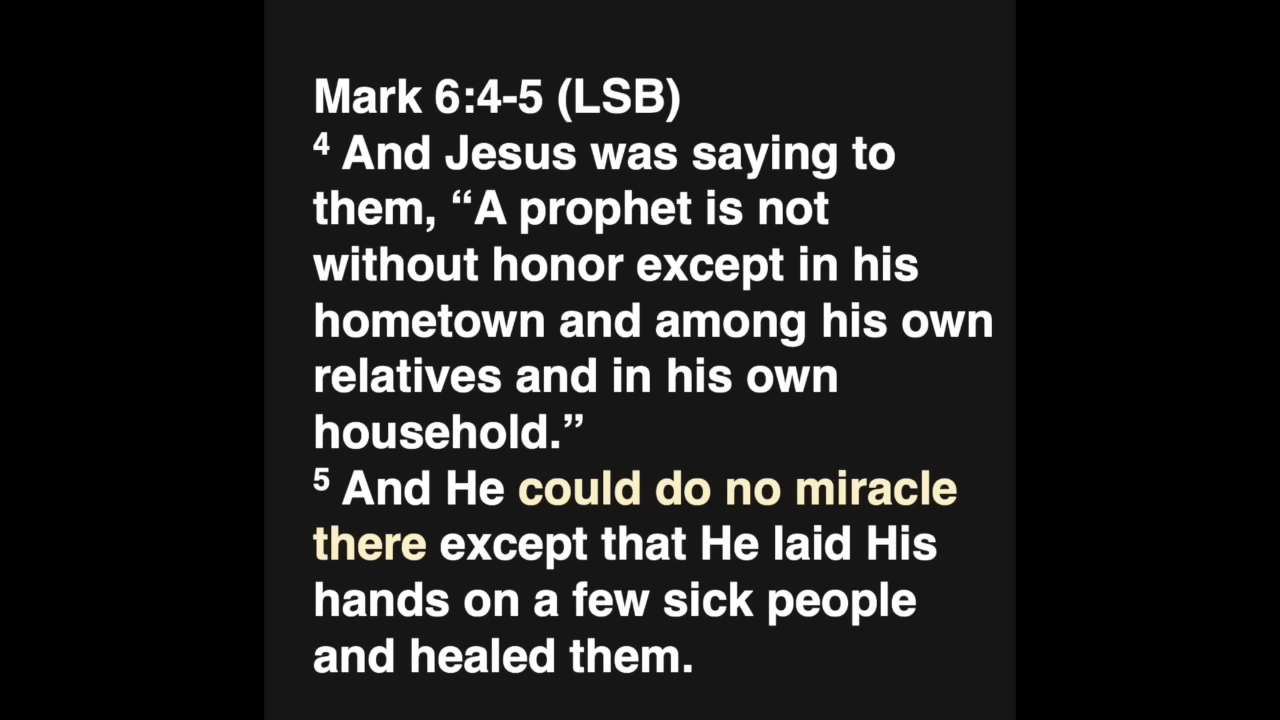 Mark 6:4-5 (LSB)
4 And Jesus was saying to
them, “A prophet is not
without honor except in his
hometown and among his own
relatives and in his own
household.”
5 And He could do no miracle
there except that He laid His
hands on a few sick people
and healed them.